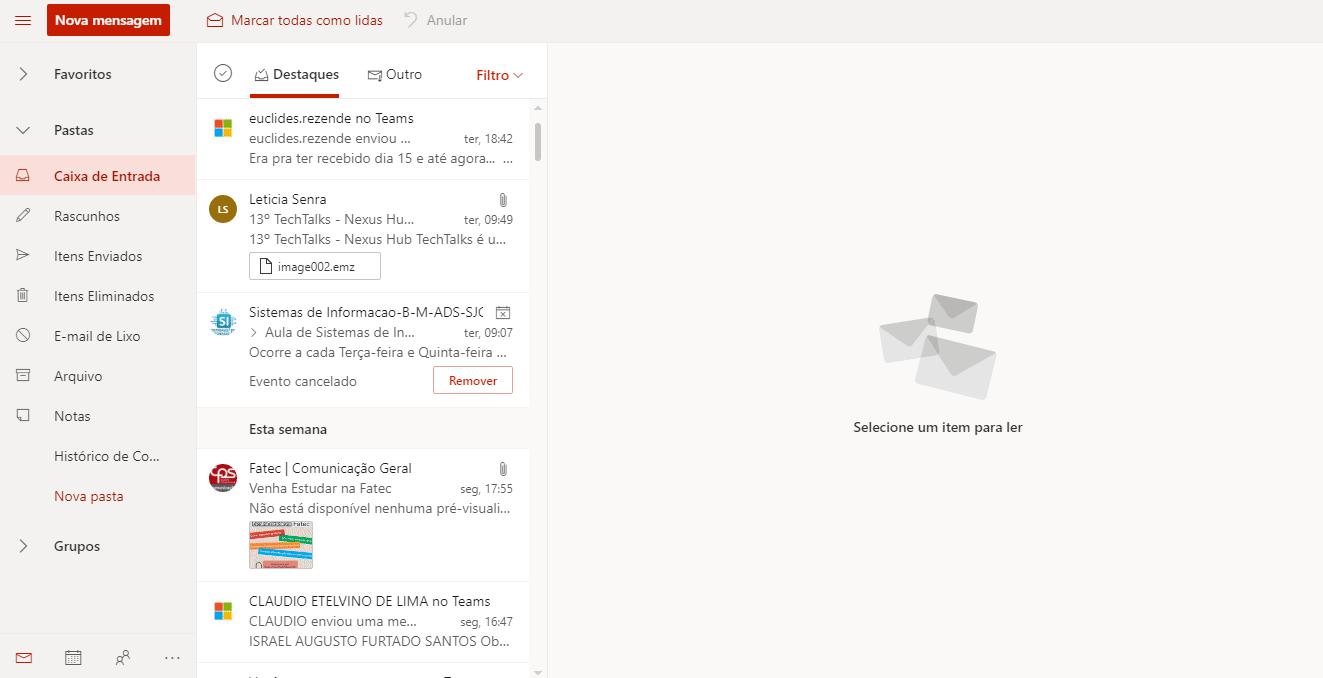 Nova mensagem
Marcar todas como lidas
Anular
Favoritos
Pastas
Caixa de Entrada
Rascunhos
Itens Enviados
Itens Eliminados
E-mail de Lixo
Arquivo
Notas
Histórico de Co...
Nova pasta
Grupos
Destaques
Outro
Filtro
euclides.rezende no Teams
euclides.rezende enviou ... ter, 18:42
Era pra ter recebido dia 15 e até agora... ...
LS
Leticia Senra
13º TechTalks - Nexus Hu... ter, 09:49
13º TechTalks - Nexus Hub TechTalks é u...
image002.emz
SI
Sistemas de Informacao-B-M-ADS-SJC
Aula de Sistemas de In... ter, 09:07
Ocorre a cada Terça-feira e Quinta-feira ...
Evento cancelado Remover
Esta semana
cps
Fatec | Comunicação Geral
Venha Estudar na Fatec seg, 17:55
Não está disponível nenhuma pré-visuali...
Fatec
CLAUDIO ETELVINO DE LIMA no Teams
CLAUDIO enviou uma me... seg, 16:47
ISRAEL AUGUSTO FURTADO SANTOS Ob...
Selecione um item para ler